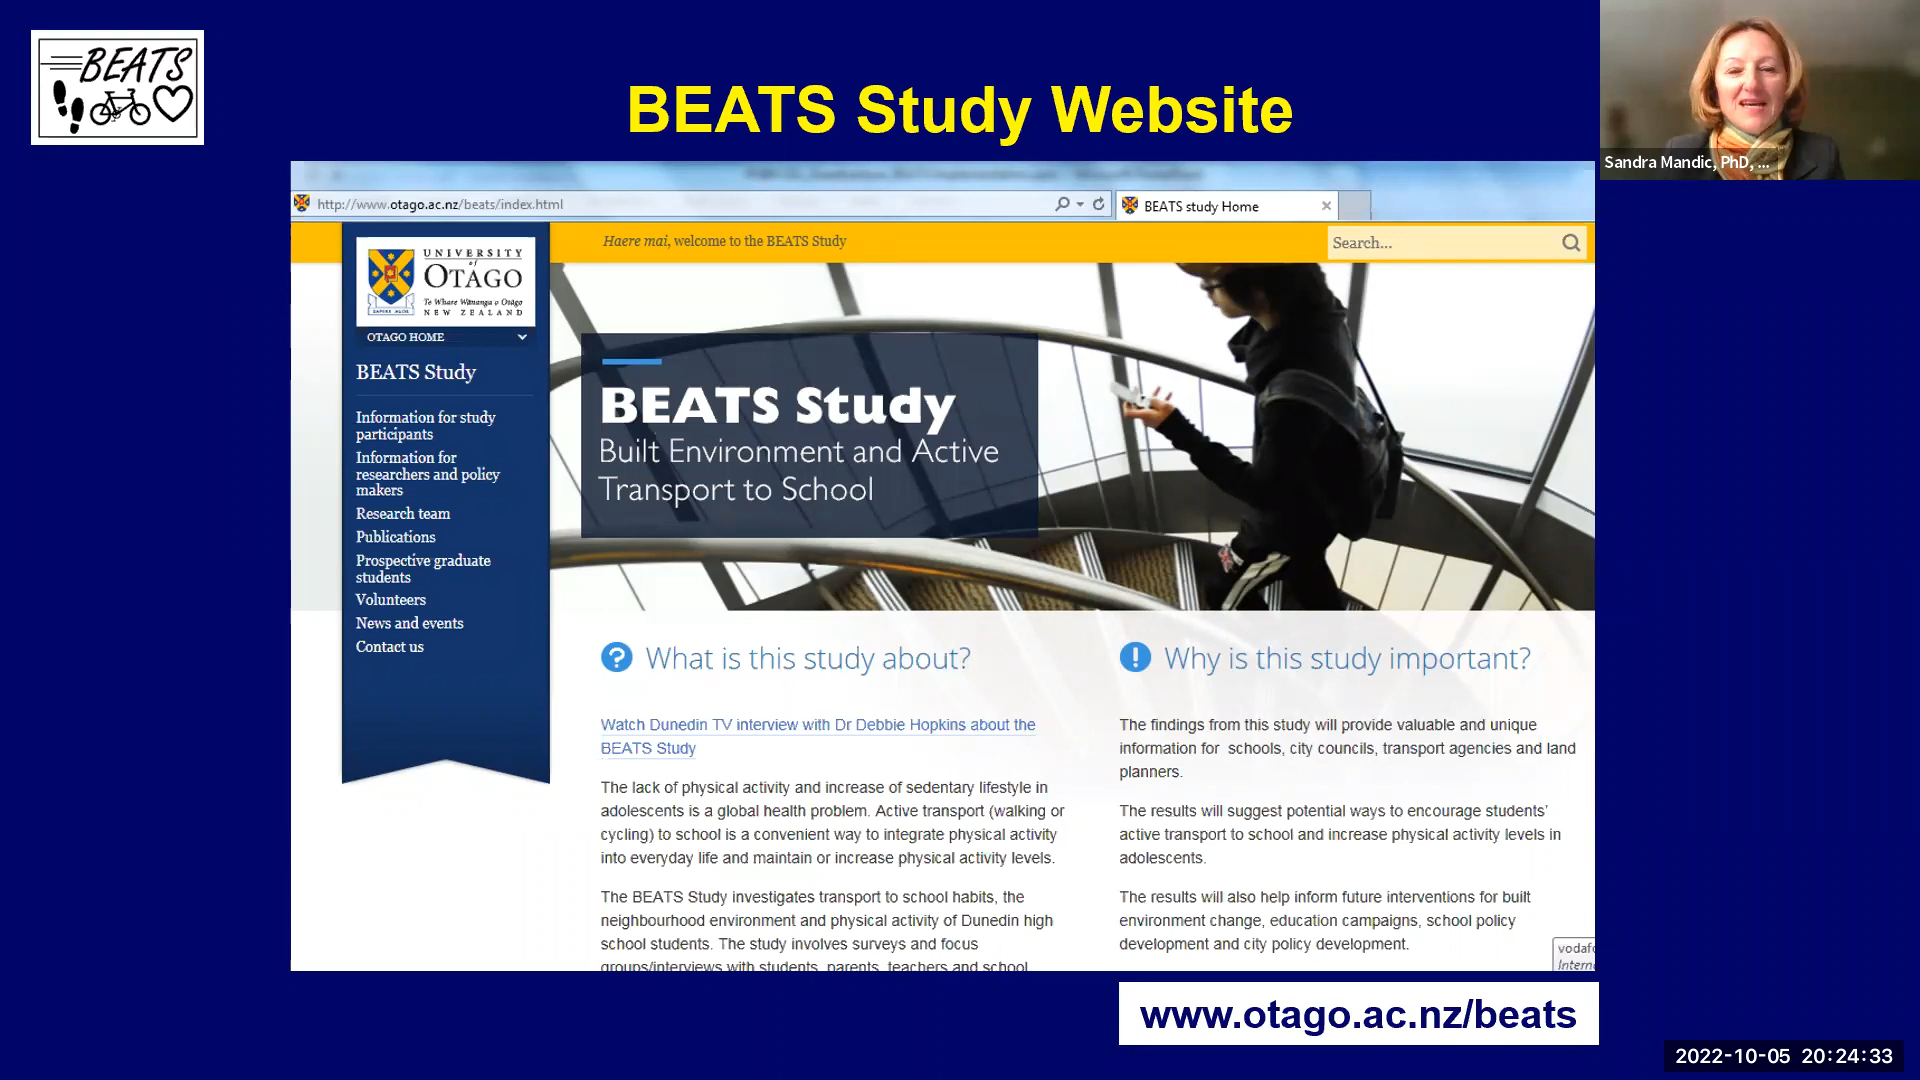 BEATS
BEATS Study Website
Sandra Mandic, PhD, ...
http://www.otago.ac.nz/beats/index.html
BEATS study Home
Haere mai, welcome to the BEATS Study
Search...
UNIVERSITY
of
OTAGO
Te Whare Wānanga o Otāgo
NEW ZEALAND
SAPERE AUDE
OTAGO HOME
BEATS Study
Information for study
participants
Information for
researchers and policy
makers
Research team
Publications
Prospective graduate
students
Volunteers
News and events
Contact us
BEATS Study
Built Environment and Active
Transport to School
What is this study about?
Watch Dunedin TV interview with Dr Debbie Hopkins about the
BEATS Study
The lack of physical activity and increase of sedentary lifestyle in
adolescents is a global health problem. Active transport (walking or
cycling) to school is a convenient way to integrate physical activity
into everyday life and maintain or increase physical activity levels.
The BEATS Study investigates transport to school habits, the
neighbourhood environment and physical activity of Dunedin high
school students. The study involves surveys and focus
groups/interviews with students, parents, teachers and school
Why is this study important?
The findings from this study will provide valuable and unique
information for schools, city councils, transport agencies and land
planners.
The results will suggest potential ways to encourage students'
active transport to school and increase physical activity levels in
adolescents.
The results will also help inform future interventions for built
environment change, education campaigns, school policy
development and city policy development.
vodafo
Intern
www.otago.ac.nz/beats
2022-10-05 20:24:33